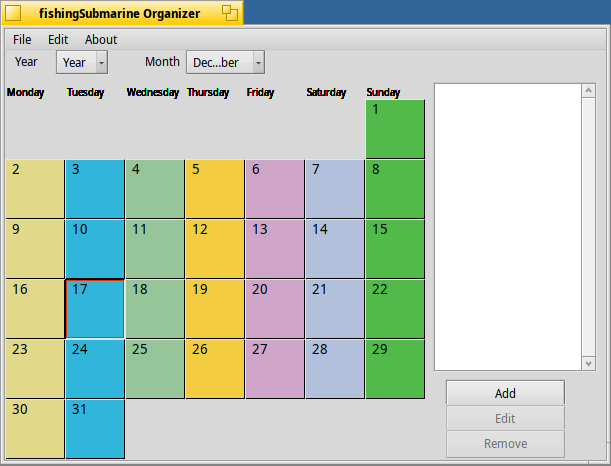 fishingSubmarine Organizer
File Edit About
Year Year Month Dec...ber
Monday Tuesday Wednesday Thursday Friday Saturday Sunday
1
2 3 4 5 6 7 8
9 10 11 12 13 14 15
16 17 18 19 20 21 22
23 24 25 26 27 28 29
30 31
Add
Edit
Remove